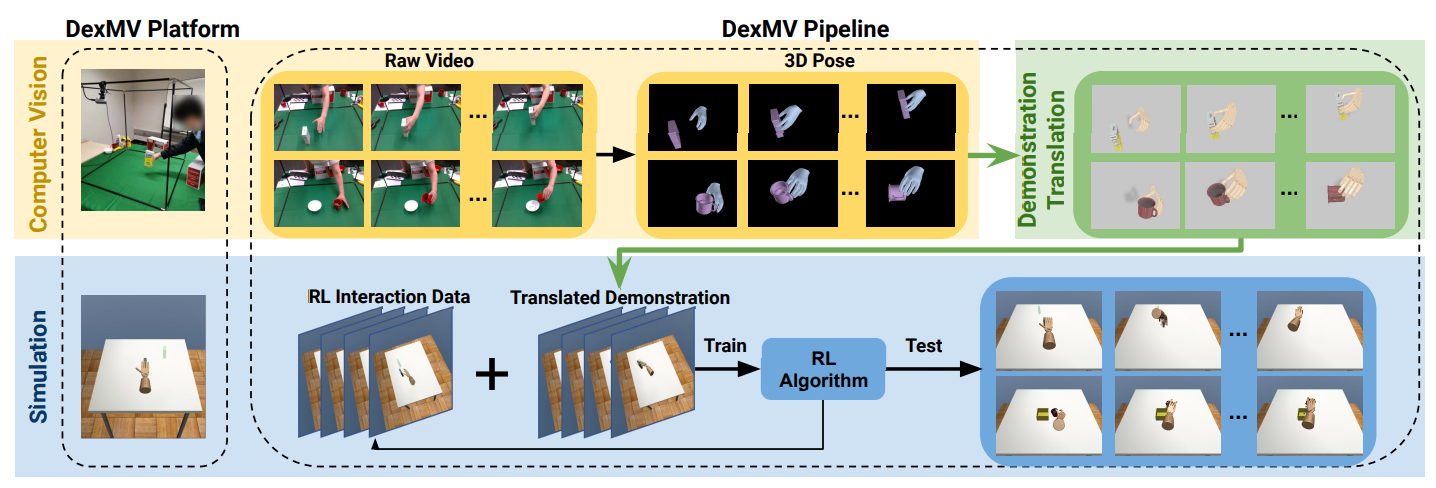 DexMV Platform
DexMV Pipeline
Computer Vision
Raw Video
3D Pose
...
...
...
...
Demonstration
Translation
...
...
Simulation
RL Interaction Data
+
Translated Demonstration
Train
RL
Algorithm
Test
...
...